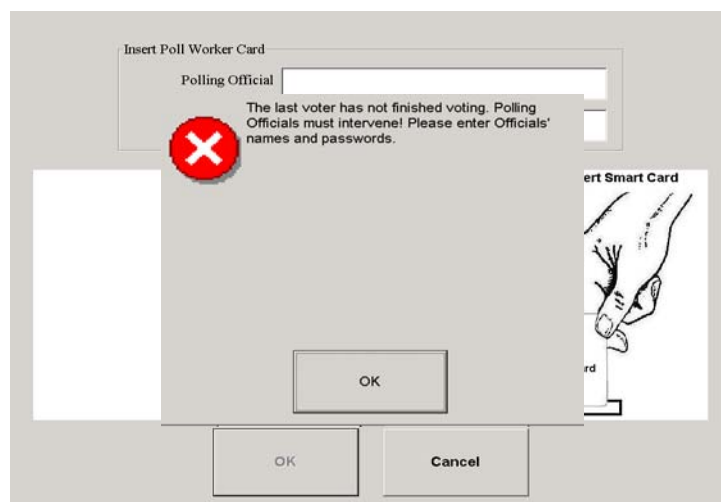 Insert Poll Worker Card
Polling Official
The last voter has not finished voting. Polling
Officials must intervene! Please enter Officials'
names and passwords.
ert Smart Card
rd
OK
OK
Cancel